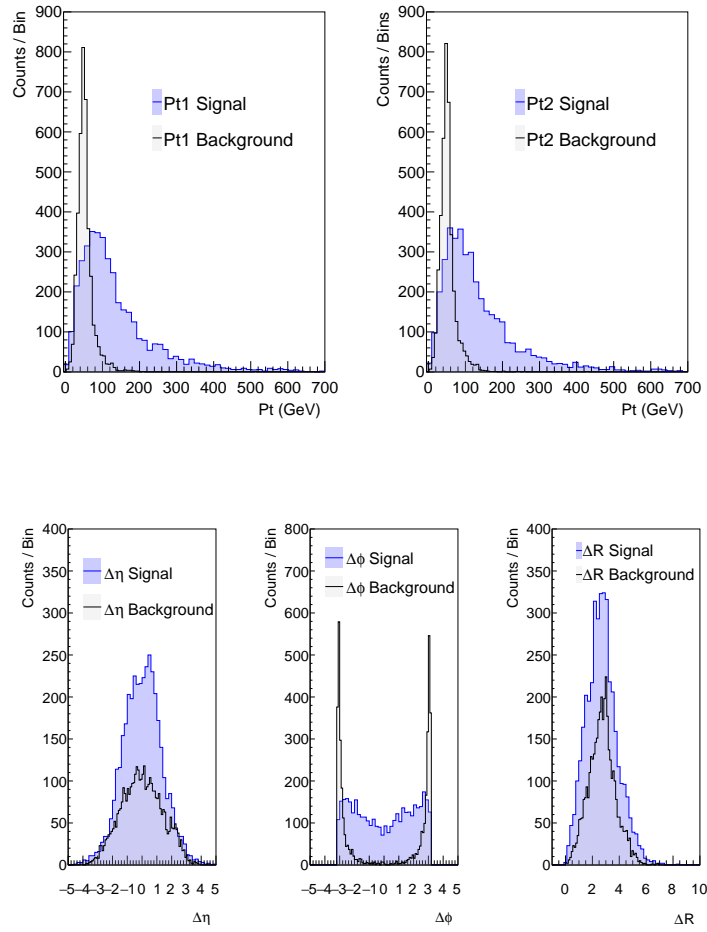 Counts / Bin
900
800
700
600
500
400
300
200
100
0
Pt1 Signal
Pt1 Background
0 100 200 300 400 500 600 700
Pt (GeV)
Counts / Bins
900
800
700
600
500
400
300
200
100
0
Pt2 Signal
Pt2 Background
0 100 200 300 400 500 600 700
Pt (GeV)
Counts / Bin
400
350
300
250
200
150
100
50
0
Δη Signal
Δη Background
−5−4−3−2−1 0 1 2 3 4 5
Δη
Counts / Bin
800
700
600
500
400
300
200
100
0
Δϕ Signal
Δϕ Background
−5−4−3−2−1 0 1 2 3 4 5
Δϕ
Counts / Bin
400
350
300
250
200
150
100
50
0
ΔR Signal
ΔR Background
0 2 4 6 8 10
ΔR